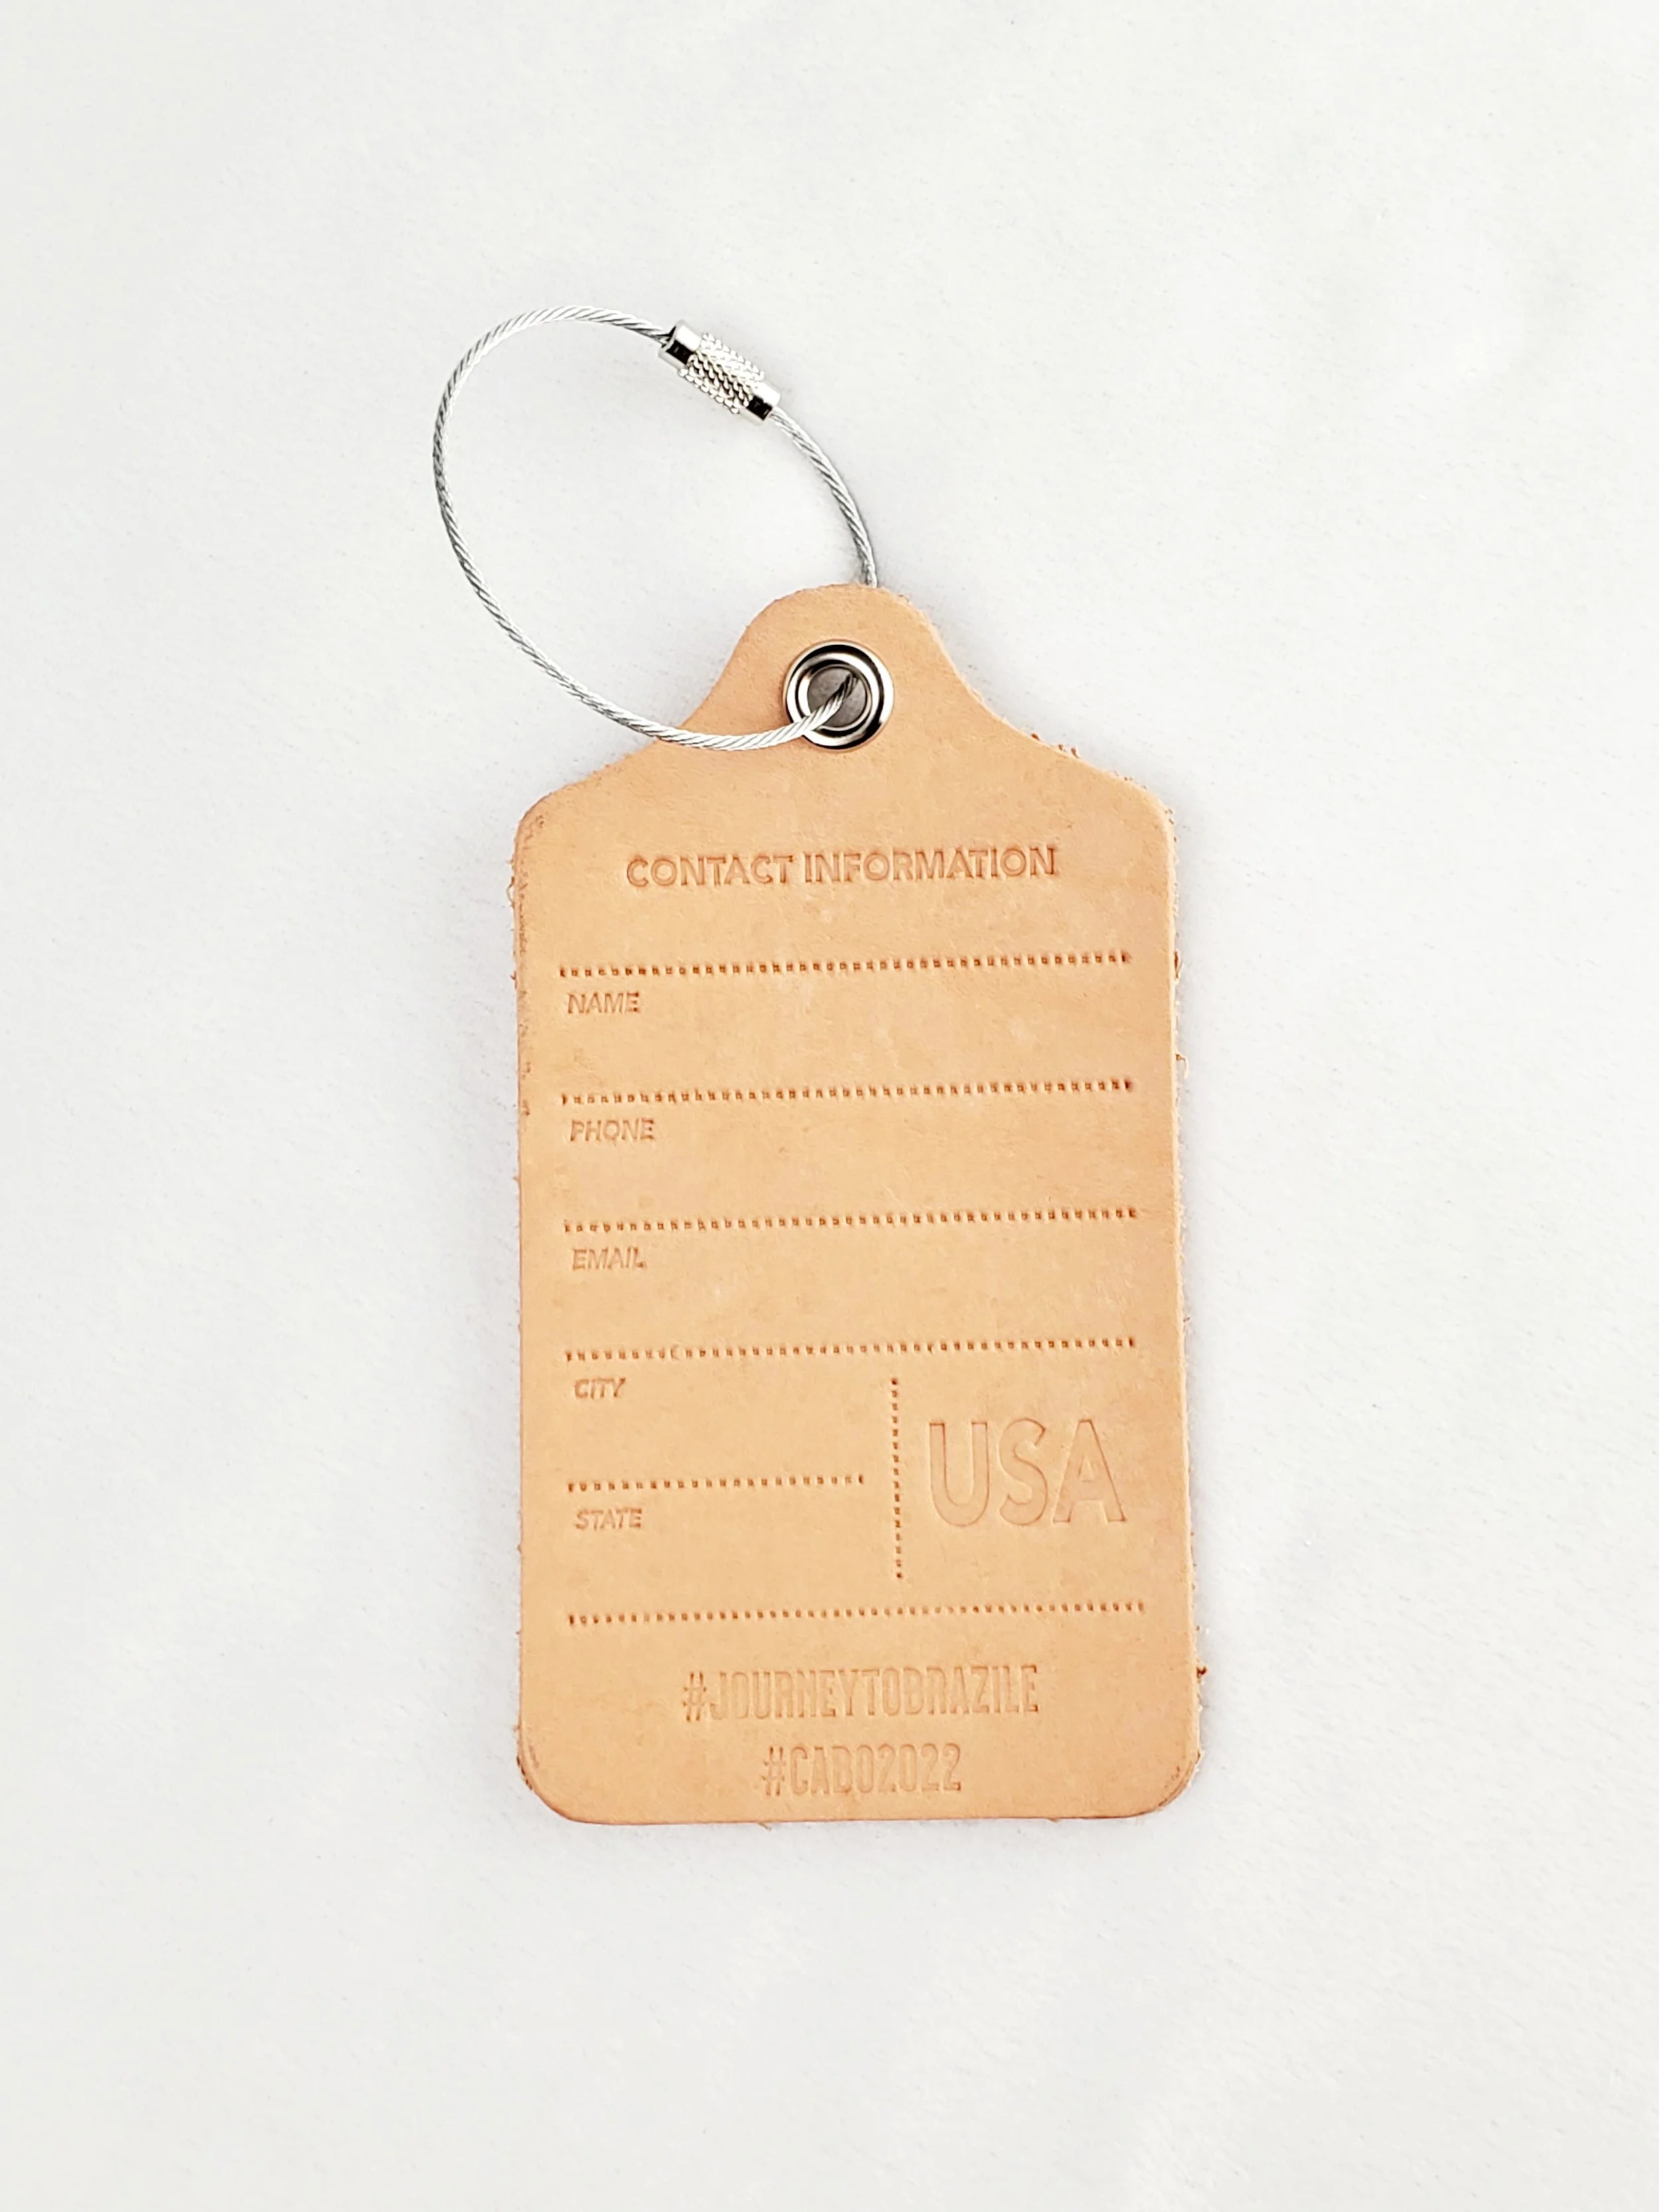 CONTACT INFORMATION
NAME
PHONE
EMAIL
CITY
USA
STATE
#JOURNEYTOBRAZILE
#CABO2022